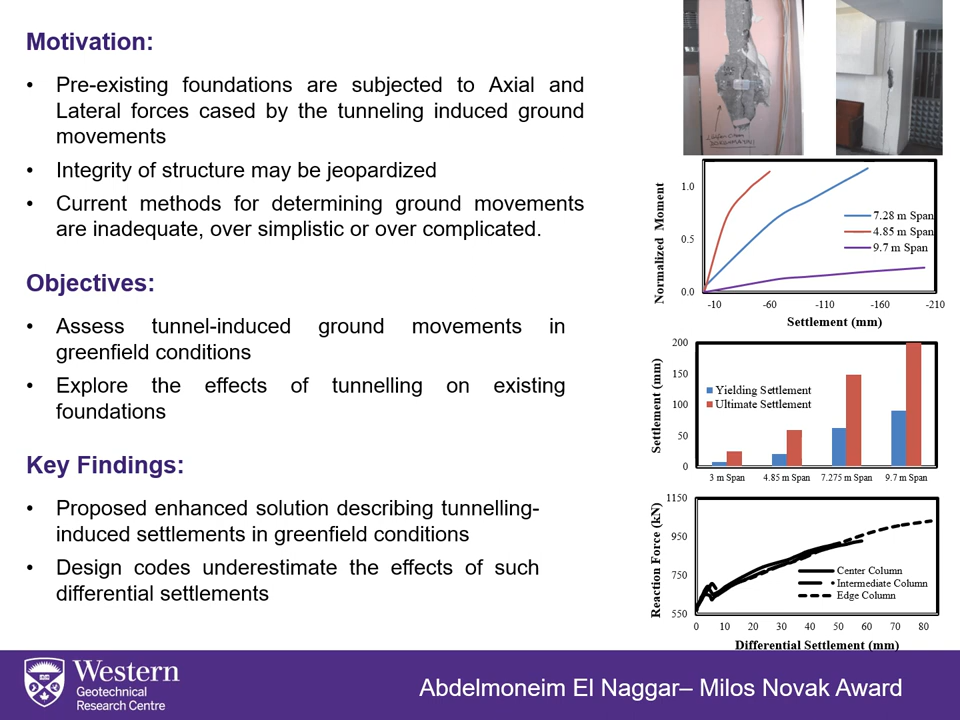 Motivation:
• Pre-existing foundations are subjected to Axial and
Lateral forces cased by the tunneling induced ground
movements
• Integrity of structure may be jeopardized
• Current methods for determining ground movements
are inadequate, over simplistic or over complicated.
Objectives:
• Assess tunnel-induced ground movements in
greenfield conditions
• Explore the effects of tunnelling on existing
foundations
Key Findings:
• Proposed enhanced solution describing tunnelling-
induced settlements in greenfield conditions
• Design codes underestimate the effects of such
differential settlements
Normalized Moment
1.0
0.5
0.0
7.28 m Span
4.85 m Span
9.7 m Span
-10 -60 -110 -160 -210
Settlement (mm)
Settlement (mm)
200
150
100
50
0
Yielding Settlement
Ultimate Settlement
3 m Span 4.85 m Span 7.275 m Span 9.7 m Span
Reaction Force (kN)
1150
950
750
550
Center Column
Intermediate Column
Edge Column
0 10 20 30 40 50 60 70 80
Differential Settlement (mm)
Western
Geotechnical
Research Centre
Abdelmoneim El Naggar– Milos Novak Award